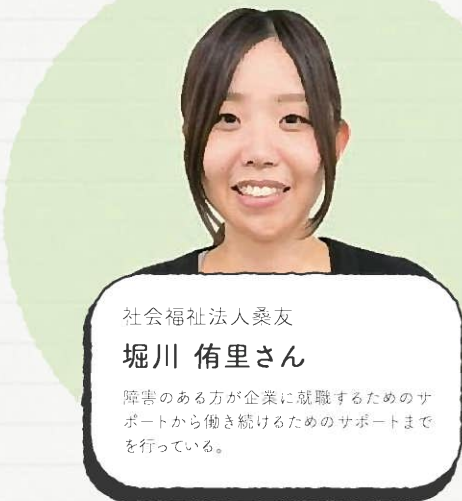 社会福祉法人桑友
堀川 侑里さん
障害のある方が企業に就職するためのサ
ポートから働き続けるためのサポートまで
を行っている。